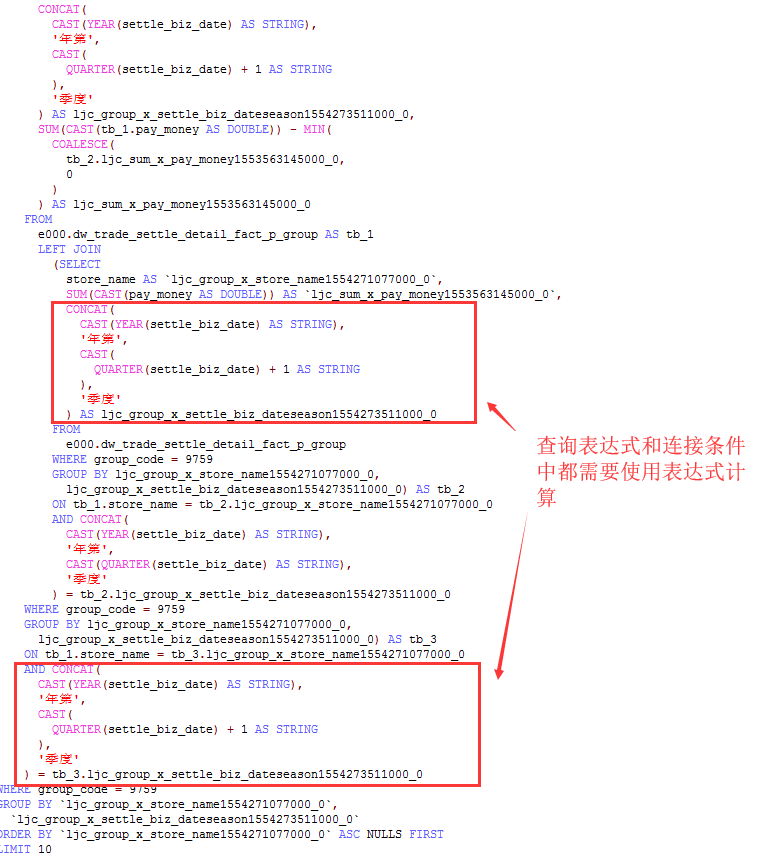 CONCAT(
CAST(YEAR(settle_biz_date) AS STRING),
'年第',
CAST(
QUARTER(settle_biz_date) + 1 AS STRING
),
'季度'
) AS ljc_group_x_settle_biz_dateseason1554273511000_0,
SUM(CAST(tb_1.pay_money AS DOUBLE)) - MIN(
COALESCE(
tb_2.ljc_sum_x_pay_money1553563145000_0,
0
)
) AS ljc_sum_x_pay_money1553563145000_0
FROM
e000.dw_trade_settle_detail_fact_p_group AS tb_1
LEFT JOIN
(SELECT
store_name AS `ljc_group_x_store_name1554271077000_0`,
SUM(CAST(pay_money AS DOUBLE)) AS `ljc_sum_x_pay_money1553563145000_0`,
CONCAT(
CAST(YEAR(settle_biz_date) AS STRING),
'年第',
CAST(
QUARTER(settle_biz_date) + 1 AS STRING
),
'季度'
) AS ljc_group_x_settle_biz_dateseason1554273511000_0
FROM
e000.dw_trade_settle_detail_fact_p_group
WHERE group_code = 9759
GROUP BY ljc_group_x_store_name1554271077000_0,
ljc_group_x_settle_biz_dateseason1554273511000_0) AS tb_2
ON tb_1.store_name = tb_2.ljc_group_x_store_name1554271077000_0
AND CONCAT(
CAST(YEAR(settle_biz_date) AS STRING),
'年第',
CAST(QUARTER(settle_biz_date) AS STRING),
'季度'
) = tb_2.ljc_group_x_settle_biz_dateseason1554273511000_0
WHERE group_code = 9759
GROUP BY ljc_group_x_store_name1554271077000_0,
ljc_group_x_settle_biz_dateseason1554273511000_0) AS tb_3
ON tb_1.store_name = tb_3.ljc_group_x_store_name1554271077000_0
AND CONCAT(
CAST(YEAR(settle_biz_date) AS STRING),
'年第',
CAST(
QUARTER(settle_biz_date) + 1 AS STRING
),
'季度'
) = tb_3.ljc_group_x_settle_biz_dateseason1554273511000_0
WHERE group_code = 9759
GROUP BY `ljc_group_x_store_name1554271077000_0`,
`ljc_group_x_settle_biz_dateseason1554273511000_0`
ORDER BY `ljc_group_x_store_name1554271077000_0` ASC NULLS FIRST
LIMIT 10
查询表达式和连接条件
中都需要使用表达式计
算